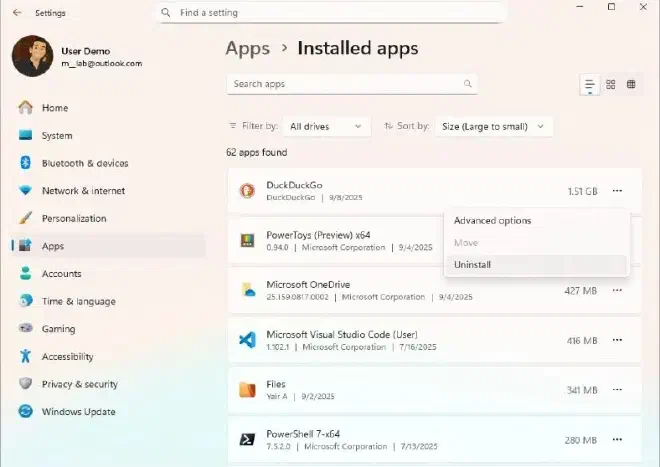 Settings
Find a setting
User Demo
m_lab@outlook.com
Home
System
Bluetooth & devices
Network & internet
Personalization
Apps
Accounts
Time & language
Gaming
Accessibility
Privacy & security
Windows Update
Apps > Installed apps
Search apps
Filter by: All drives Sort by: Size (Large to small)
62 apps found
DuckDuckGo
DuckDuckGo | 9/8/2025
1.51 GB
PowerToys (Preview) x64
0.94.0 | Microsoft Corporation | 9/4/2025
Advanced options
Move
Uninstall
Microsoft OneDrive
25.159.0817.0002 | Microsoft Corporation | 9/4/2025
427 MB
Microsoft Visual Studio Code (User)
1.102.1 | Microsoft Corporation | 7/16/2025
416 MB
Files
Yair A | 9/2/2025
341 MB
PowerShell 7-x64
7.5.2.0 | Microsoft Corporation | 7/13/2025
280 MB